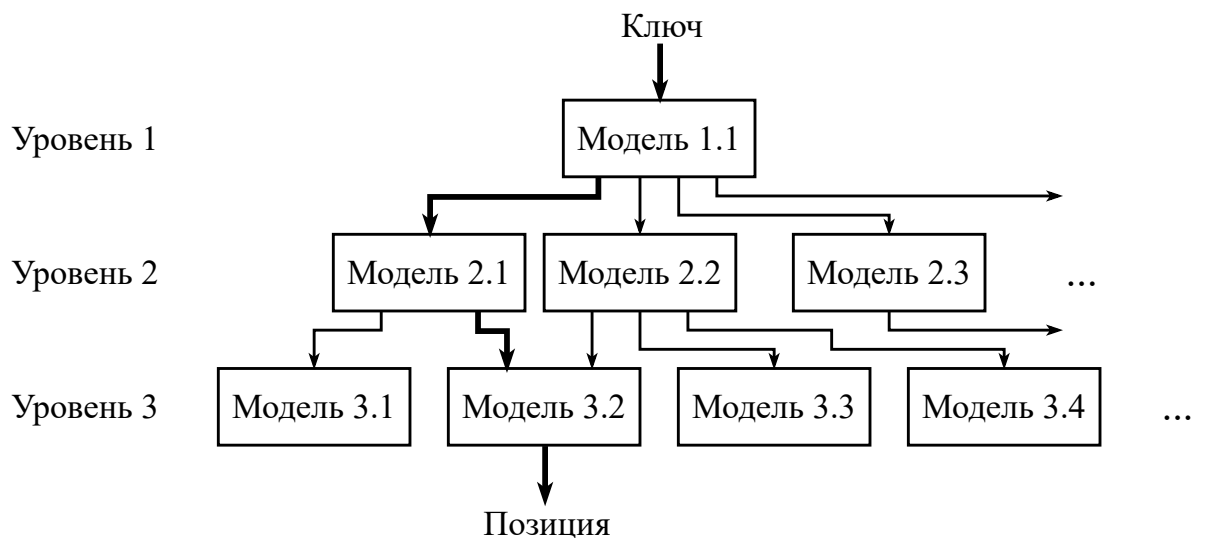 Ключ
Уровень 1
Модель 1.1
Уровень 2
Модель 2.1
Модель 2.2
Модель 2.3
...
Уровень 3
Модель 3.1
Модель 3.2
Модель 3.3
Модель 3.4
...
Позиция